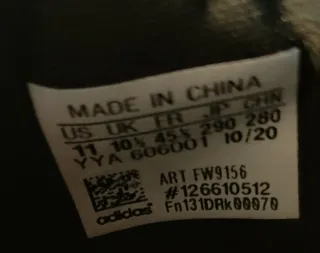 MADE IN CHINA
US UK FR JP CHN
11 10½ 45⅓ 290 280
YYA 606001 10/20
ART FW9156
#126610512
Fn131DRk00070
adidas